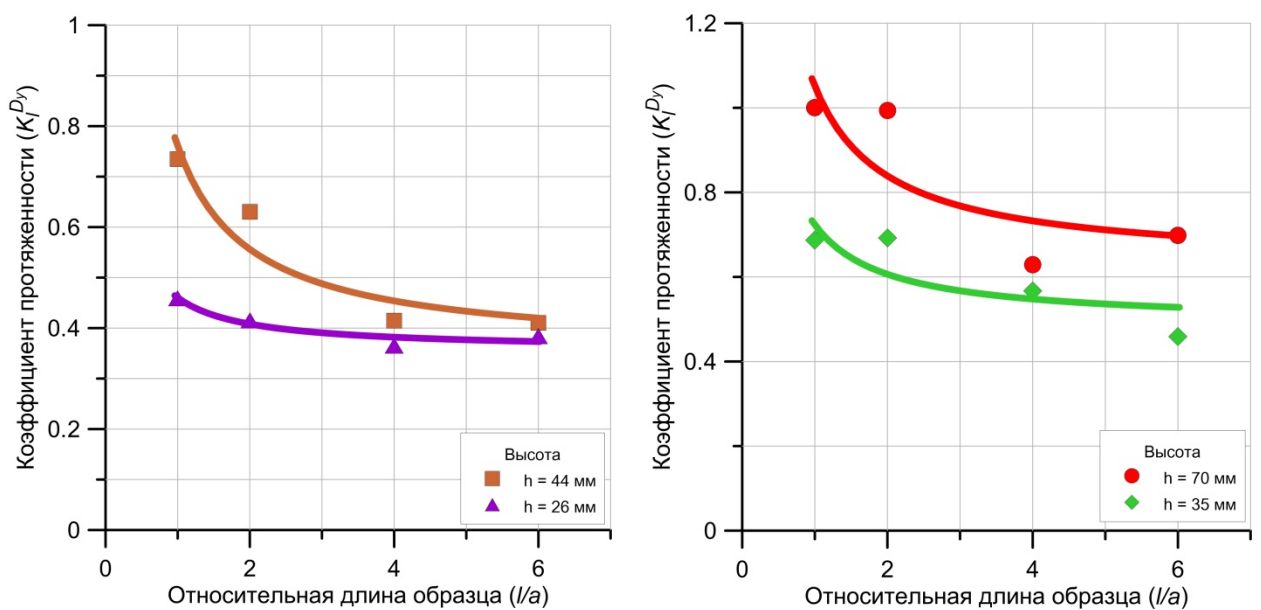 Коэффициент протяженности (K_l^{Dy})
1
0.8
0.6
0.4
0.2
0
0 2 4 6
Относительная длина образца (l/a)
Высота
h = 44 мм
h = 26 мм
Коэффициент протяженности (K_l^{Dy})
1.2
0.8
0.4
0
0 2 4 6
Относительная длина образца (l/a)
Высота
h = 70 мм
h = 35 мм